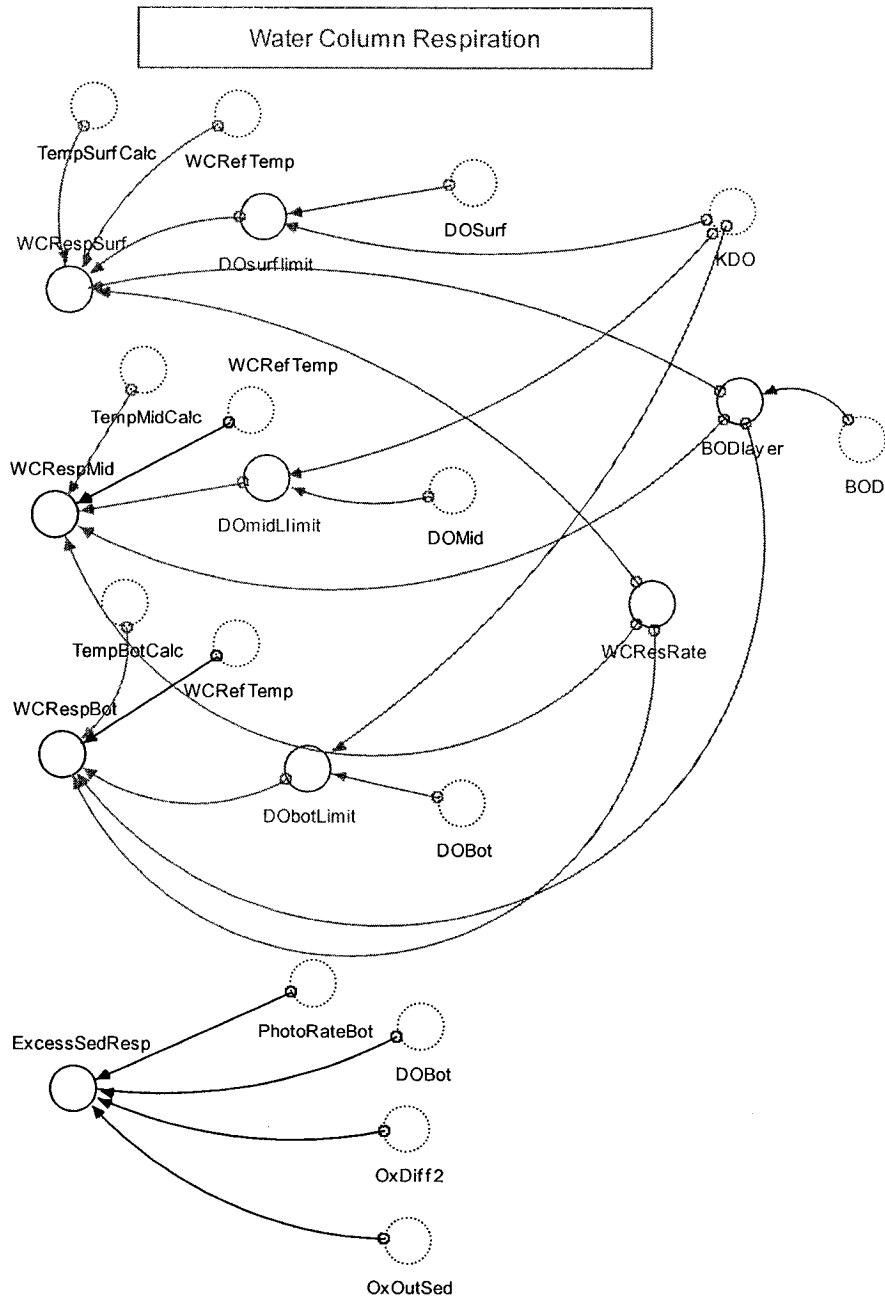 Water Column Respiration
TempSurfCalc
WCRefTemp
DOSurf
WCRespSurf
DOsurflimit
KDO
WCRefTemp
TempMidCalc
BODlayer
WCRespMid
BOD
DOmidLlimit
DOMid
TempBotCalc
WCResRate
WCRefTemp
WCRespBot
DObotLimit
DOBot
PhotoRateBot
ExcessSedResp
DOBot
OxDiff2
OxOutSed